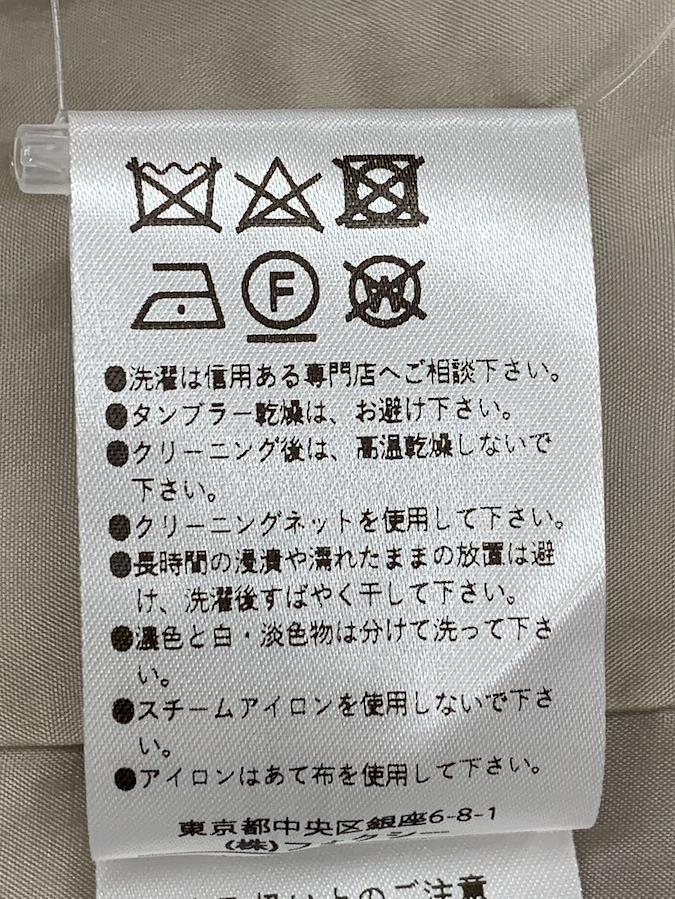 F
W
●洗濯は信用ある専門店へご相談下さい。
●タンブラー乾燥は、お避け下さい。
●クリーニング後は、高温乾燥しないで
下さい。
●クリーニングネットを使用して下さい。
●長時間の浸漬や濡れたままの放置は避
け、洗濯後すばやく干して下さい。
●濃色と白・淡色物は分けて洗って下さ
い。
●スチームアイロンを使用しないで下さ
い。
●アイロンはあて布を使用して下さい。
東京都中央区銀座6-8-1
(株)
のご注意